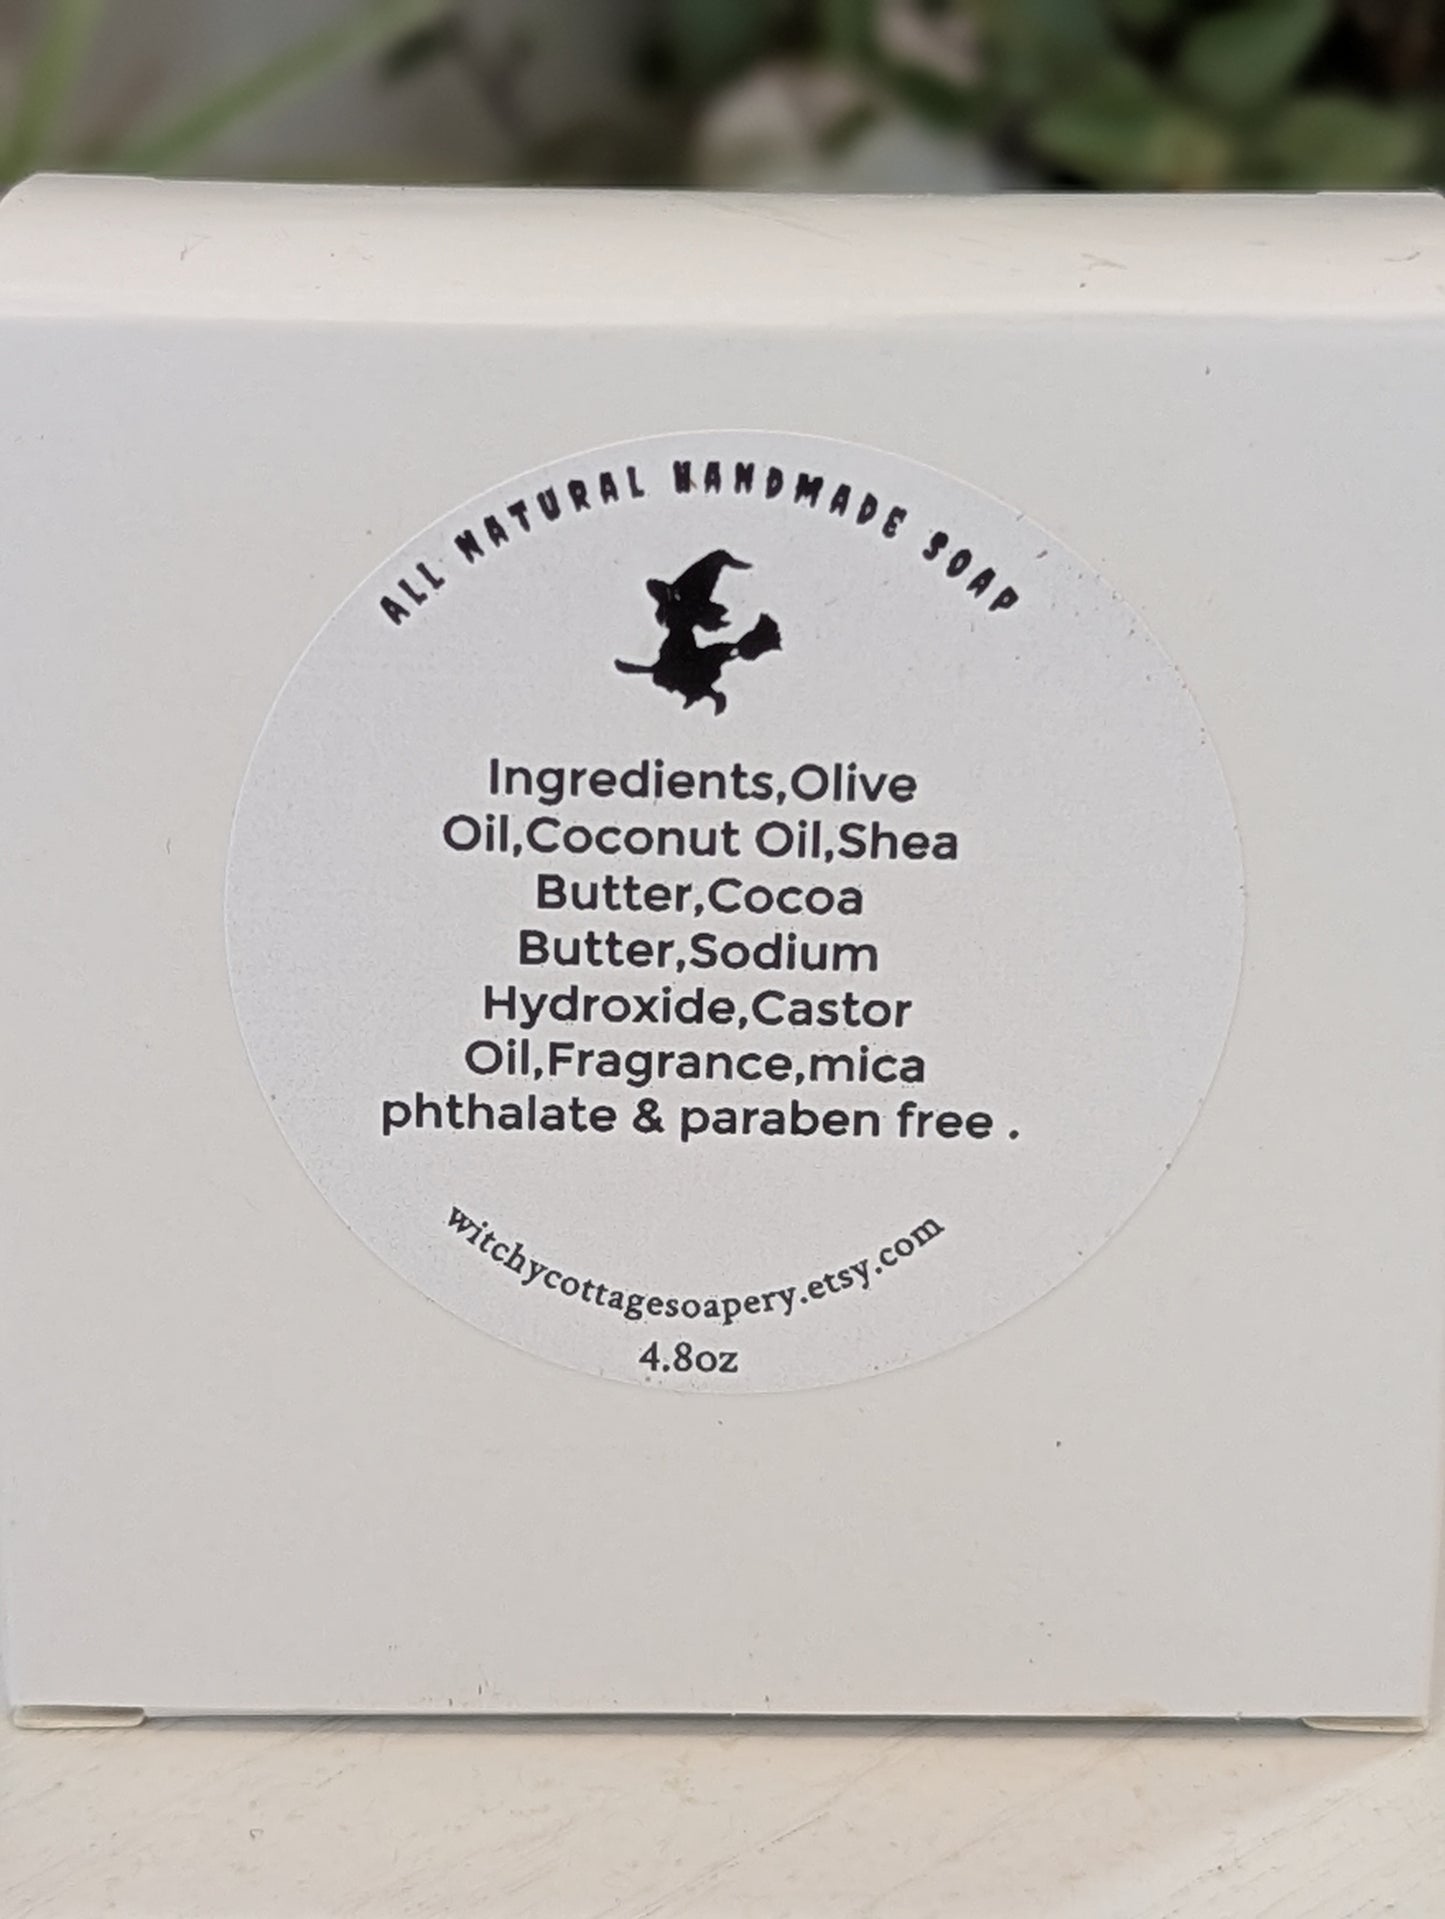 ALL NATURAL HANDMADE SOAP
Ingredients,Olive
Oil,Coconut Oil,Shea
Butter,Cocoa
Butter,Sodium
Hydroxide,Castor
Oil,Fragrance,mica
phthalate & paraben free .
witchycottagesoapery.etsy.com
4.8oz